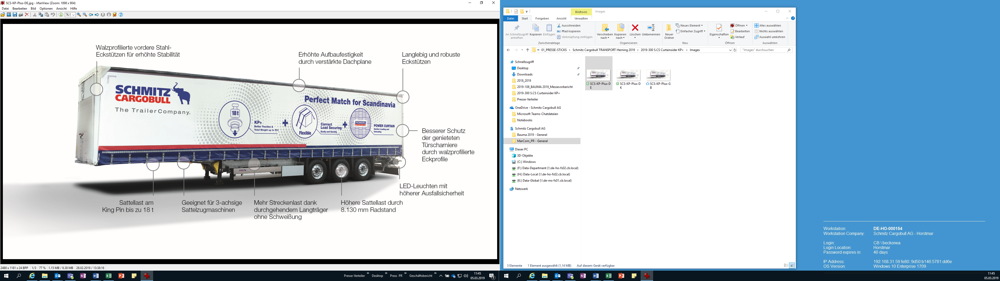 SCS-KP-Plus-DE.jpg - IrfanView (Zoom: 1898 x 904)
Datei Bearbeiten Bild Optionen Ansicht Hilfe
76.5
Walzprofilierte vordere Stahl-
Eckstützen für erhöhte Stabilität
Erhöhte Aufbaufestigkeit
durch verstärkte Dachplane
Langlebig und robuste
Eckstützen
SCHMITZ
CARGOBULL
The Trailer Company.
Perfect Match for Scandinavia
18t
KP+
Better Traction &
Total Weight up to 60t
+
Flexible
Correct
Load Securing
Easily and Quickly
+
POWER
CURTAIN
POWER CURTAIN
Quicker Loading and
Unloading
Besserer Schutz
der genieteten
Türscharniere
durch walzprofilierte
Eckprofile
LED-Leuchten mit
höherer Ausfallsicherheit
Sattellast am
King Pin bis zu 18 t
Geeignet für 3-achsige
Sattelzugmaschinen
Mehr Streckenlast dank
durchgehendem Langträger
ohne Schweißung
Höhere Sattellast durch
8.130 mm Radstand
2480 x 1181 x 24 BPP 1/3 77 % 1.15 MB / 8.38 MB 28.02.2019 / 13:38:16
Presse-Verteiler » Desktop » Press PR » Geschäftsbericht »
11:45
05.03.2019
1
Bildtools
Images
Datei Start Freigeben Ansicht Verwalten
An Schnellzugriff
anheften
Kopieren
Einfügen
Ausschneiden
Pfad kopieren
Verknüpfung einfügen
Zwischenablage
Verschieben
nach
Kopieren
nach
Löschen
Umbenennen
Organisieren
Neuer
Ordner
Neues Element
Einfacher Zugriff
Neu
Eigenschaften
Öffnen
Bearbeiten
Verlauf
Öffnen
Alles auswählen
Nichts auswählen
Auswahl umkehren
Auswählen
« 01_PRESSE-STICKS > Schmitz Cargobull TRANSPORT Herning 2019 > 2019-300 S.CS Curtainsider KP+ > Images
"Images" durchsuchen
Schnellzugriff
Desktop
Downloads
2018_2019
2019-108_BAUMA 2019_Messevorbericht
2019-300 S.CS Curtainsider KP+
Presse-Verteiler
OneDrive - Schmitz Cargobull AG
Microsoft Teams-Chatdateien
Notebooks
Schmitz Cargobull AG
Bauma 2019 - General
MarCom_PR - General
Dieser PC
3D-Objekte
(C:) Windows
(F:) Data-Department (\\de-ho-fs02.cb.local)
(H:) Data-Local (\\de-ho-fs02.cb.local)
(K:) Data-Global (\\de-ms-fs01.cb.local)
Netzwerk
SCS-KP-Plus-D
E
SCS-KP-Plus-D
K
SCS-KP-Plus-G
B
3 Elemente 1 Element ausgewählt (1,14 MB) Auf diesem Gerät verfügbar
Workstation: DE-HO-000154
Workstation Company: Schmitz Cargobull AG - Horstmar
Login: CB \ beckonea
Login Location: Horstmar
Password expires in: 40 days
IP Address: 192.168.31.59 fe80::9d50:b146:5781:dd6e
OS Version: Windows 10 Enterprise 1709
11:45
05.03.2019